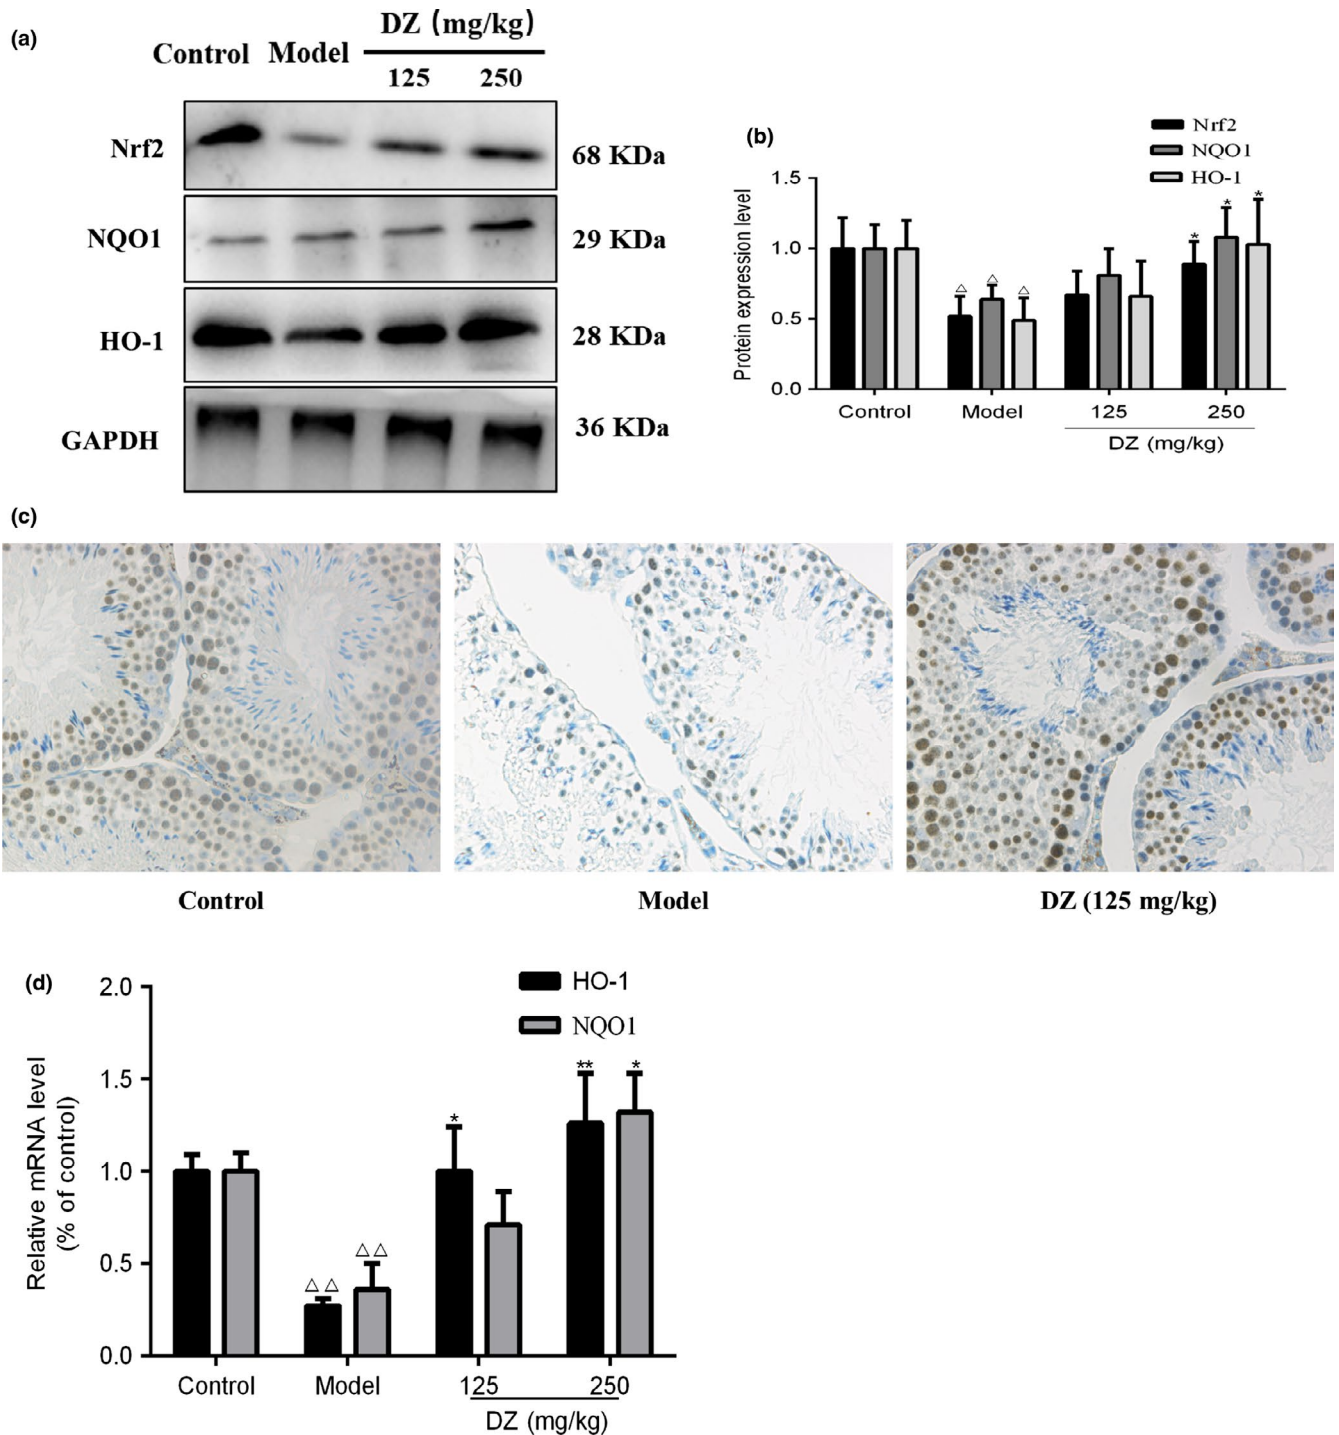 (a)
DZ (mg/kg)
Control Model
125 250
Nrf2 68 KDa
NQO1 29 KDa
HO-1 28 KDa
GAPDH 36 KDa
(b)
Nrf2
NQO1
HO-1
Protein expression level
1.5
1.0
0.5
0.0
* * *
△ △ △
Control Model 125 250
DZ (mg/kg)
(c)
Control Model DZ (125 mg/kg)
(d)
HO-1
NQO1
Relative mRNA level
(% of control)
2.0
1.5
1.0
0.5
0.0
△△ △△ * ** *
Control Model 125 250
DZ (mg/kg)